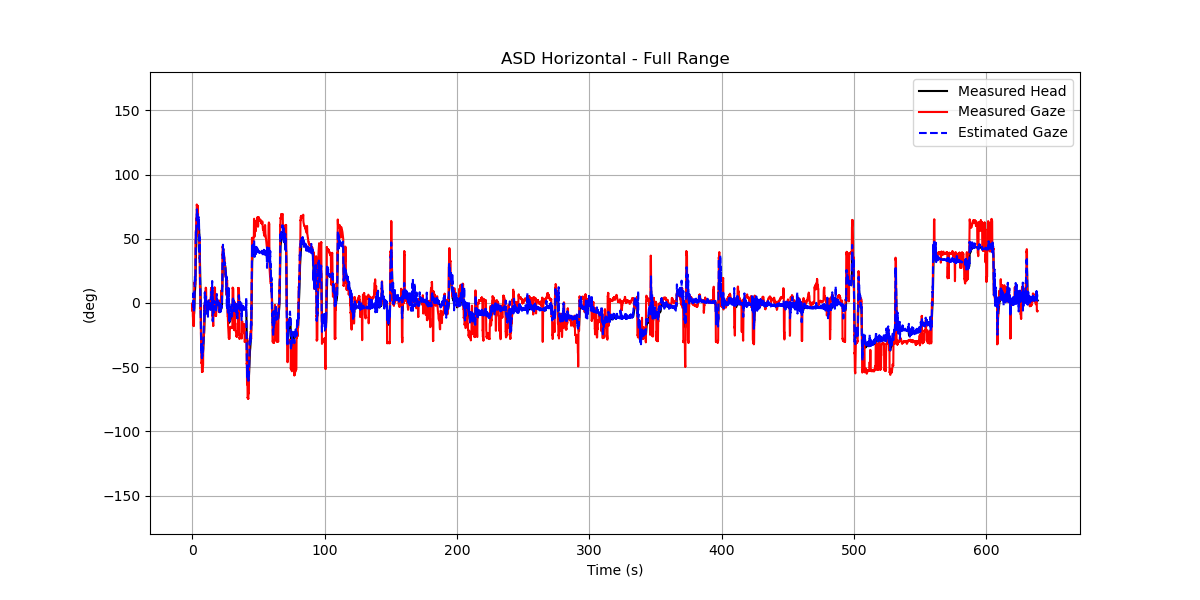 ASD Horizontal - Full Range
Measured Head
Measured Gaze
Estimated Gaze
150
100
50
0
−50
−100
−150
(deg)
0 100 200 300 400 500 600
Time (s)